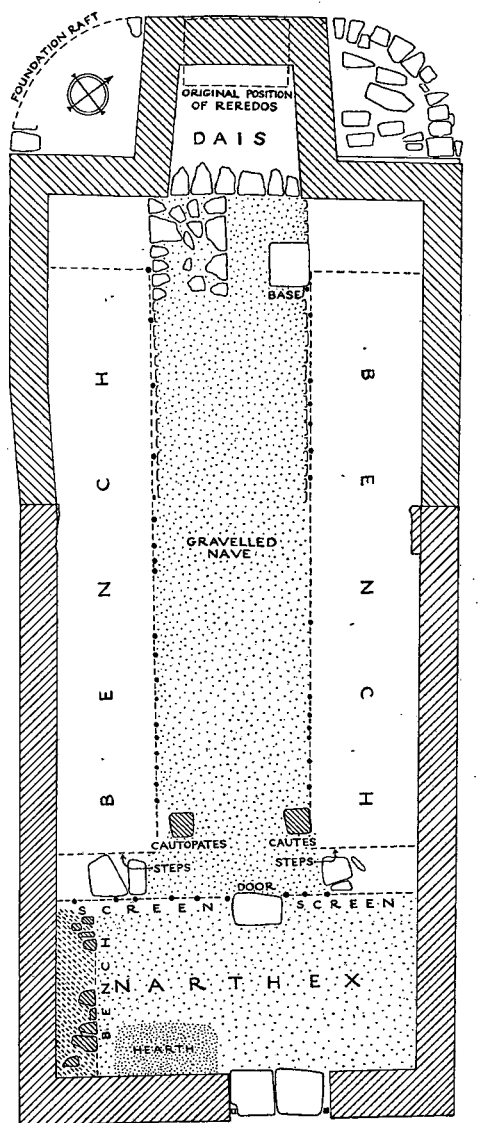 FOUNDATION RAFT
ORIGINAL POSITION
OF REREDOS
DAIS
BASE
BENCH
BENCH
GRAVELLED
NAVE
CAUTOPATES
CAUTES
STEPS
STEPS
DOOR
SCREEN
SCREEN
BENCH
NARTHEX
HEARTH